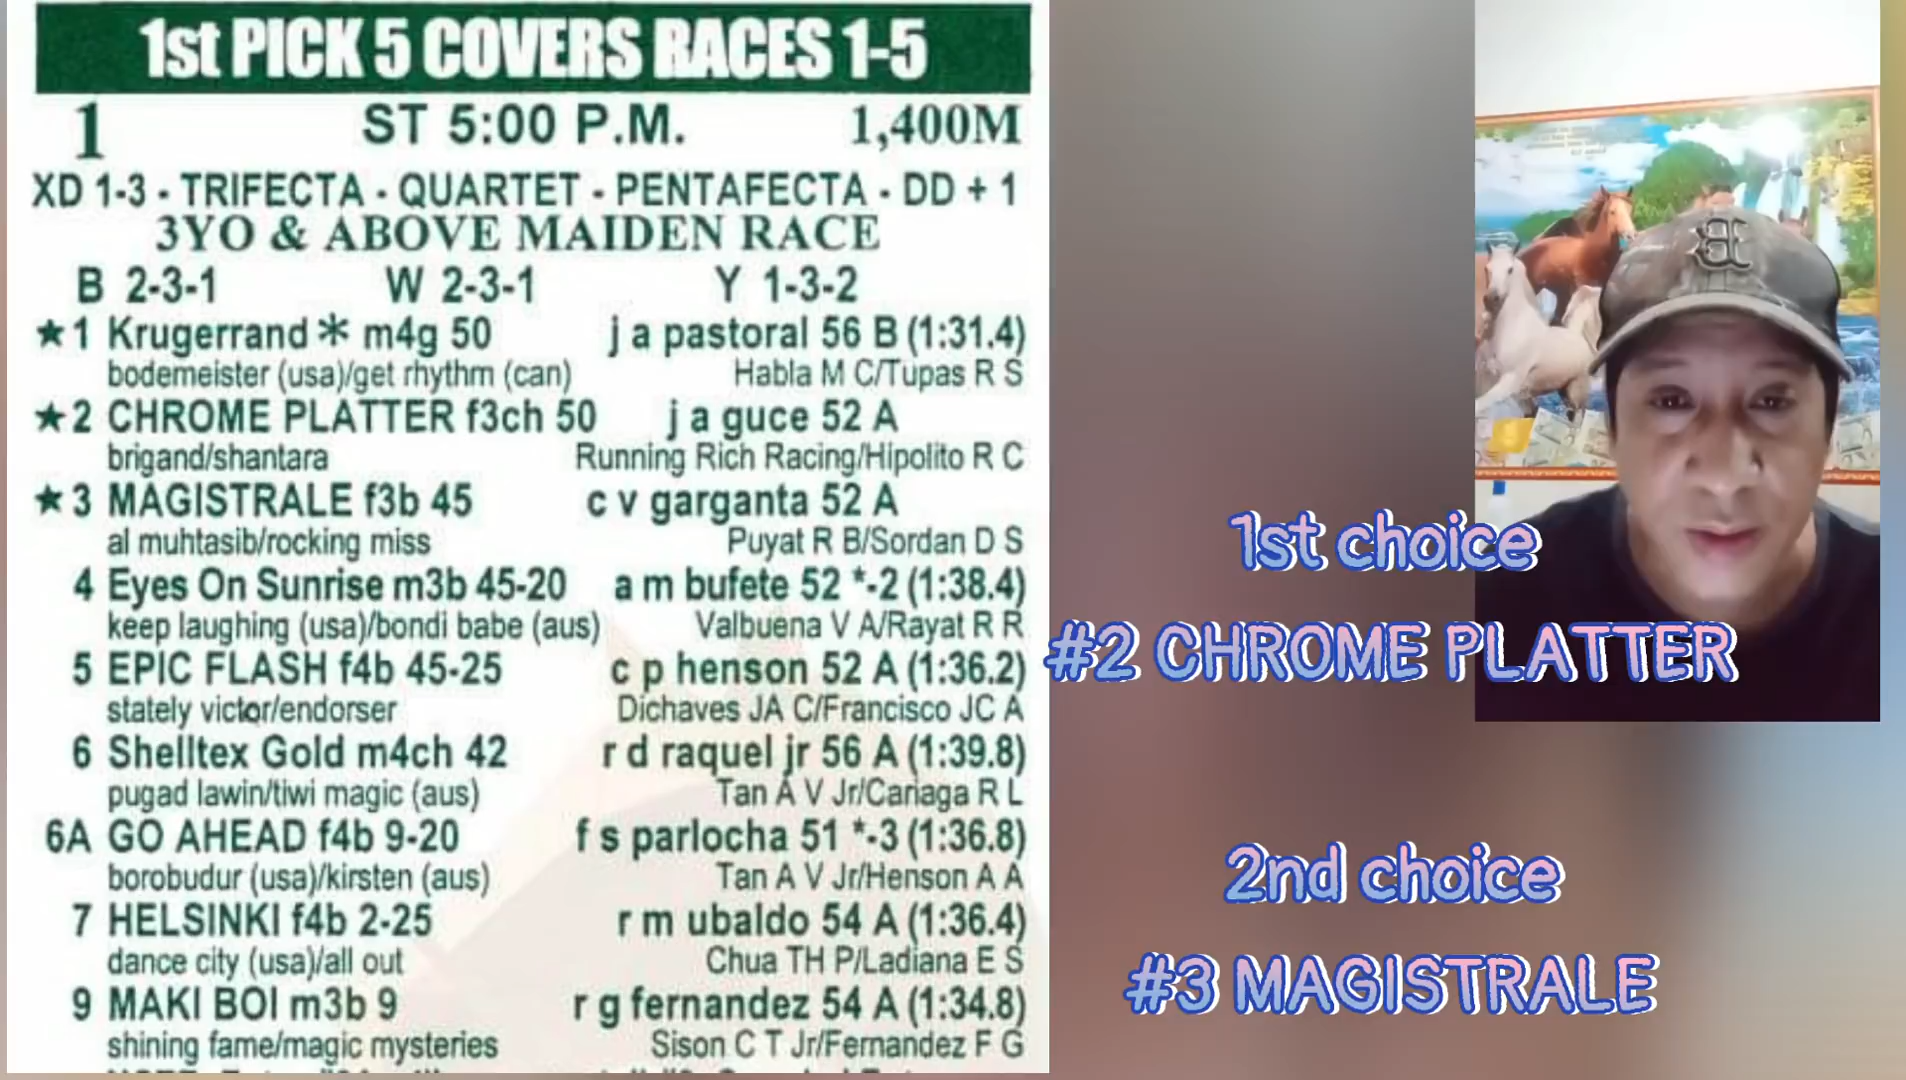 1st PICK 5 COVERS RACES 1-5
1 ST 5:00 P.M. 1,400M
XD 1-3 - TRIFECTA - QUARTET - PENTAFECTA - DD + 1
3YO & ABOVE MAIDEN RACE
B 2-3-1 W 2-3-1 Y 1-3-2
★1 Krugerrand * m4g 50 j a pastoral 56 B (1:31.4)
bodemeister (usa)/get rhythm (can) Habla M C/Tupas R S
★2 CHROME PLATTER f3ch 50 j a guce 52 A
brigand/shantara Running Rich Racing/Hipolito R C
★3 MAGISTRALE f3b 45 c v garganta 52 A
al muhtasib/rocking miss Puyat R B/Sordan D S
4 Eyes On Sunrise m3b 45-20 a m bufete 52 *-2 (1:38.4)
keep laughing (usa)/bondi babe (aus) Valbuena V A/Rayat R R
5 EPIC FLASH f4b 45-25 c p henson 52 A (1:36.2)
stately victor/endorser Dichaves JA C/Francisco JC A
6 Shelltex Gold m4ch 42 r d raquel jr 56 A (1:39.8)
pugad lawin/tiwi magic (aus) Tan A V Jr/Cariaga R L
6A GO AHEAD f4b 9-20 f s parlocha 51 *-3 (1:36.8)
borobudur (usa)/kirsten (aus) Tan A V Jr/Henson A A
7 HELSINKI f4b 2-25 r m ubaldo 54 A (1:36.4)
dance city (usa)/all out Chua TH P/Ladiana E S
9 MAKI BOI m3b 9 r g fernandez 54 A (1:34.8)
shining fame/magic mysteries Sison C T Jr/Fernandez F G
1st choice
#2 CHROME PLATTER
2nd choice
#3 MAGISTRALE